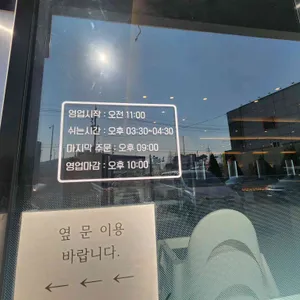 영업시작 : 오전 11:00
쉬는시간 : 오후 03:30~04:30
마지막 주문 : 오후 09:00
영업마감 : 오후 10:00
옆 문 이용
바랍니다.
← ← ←